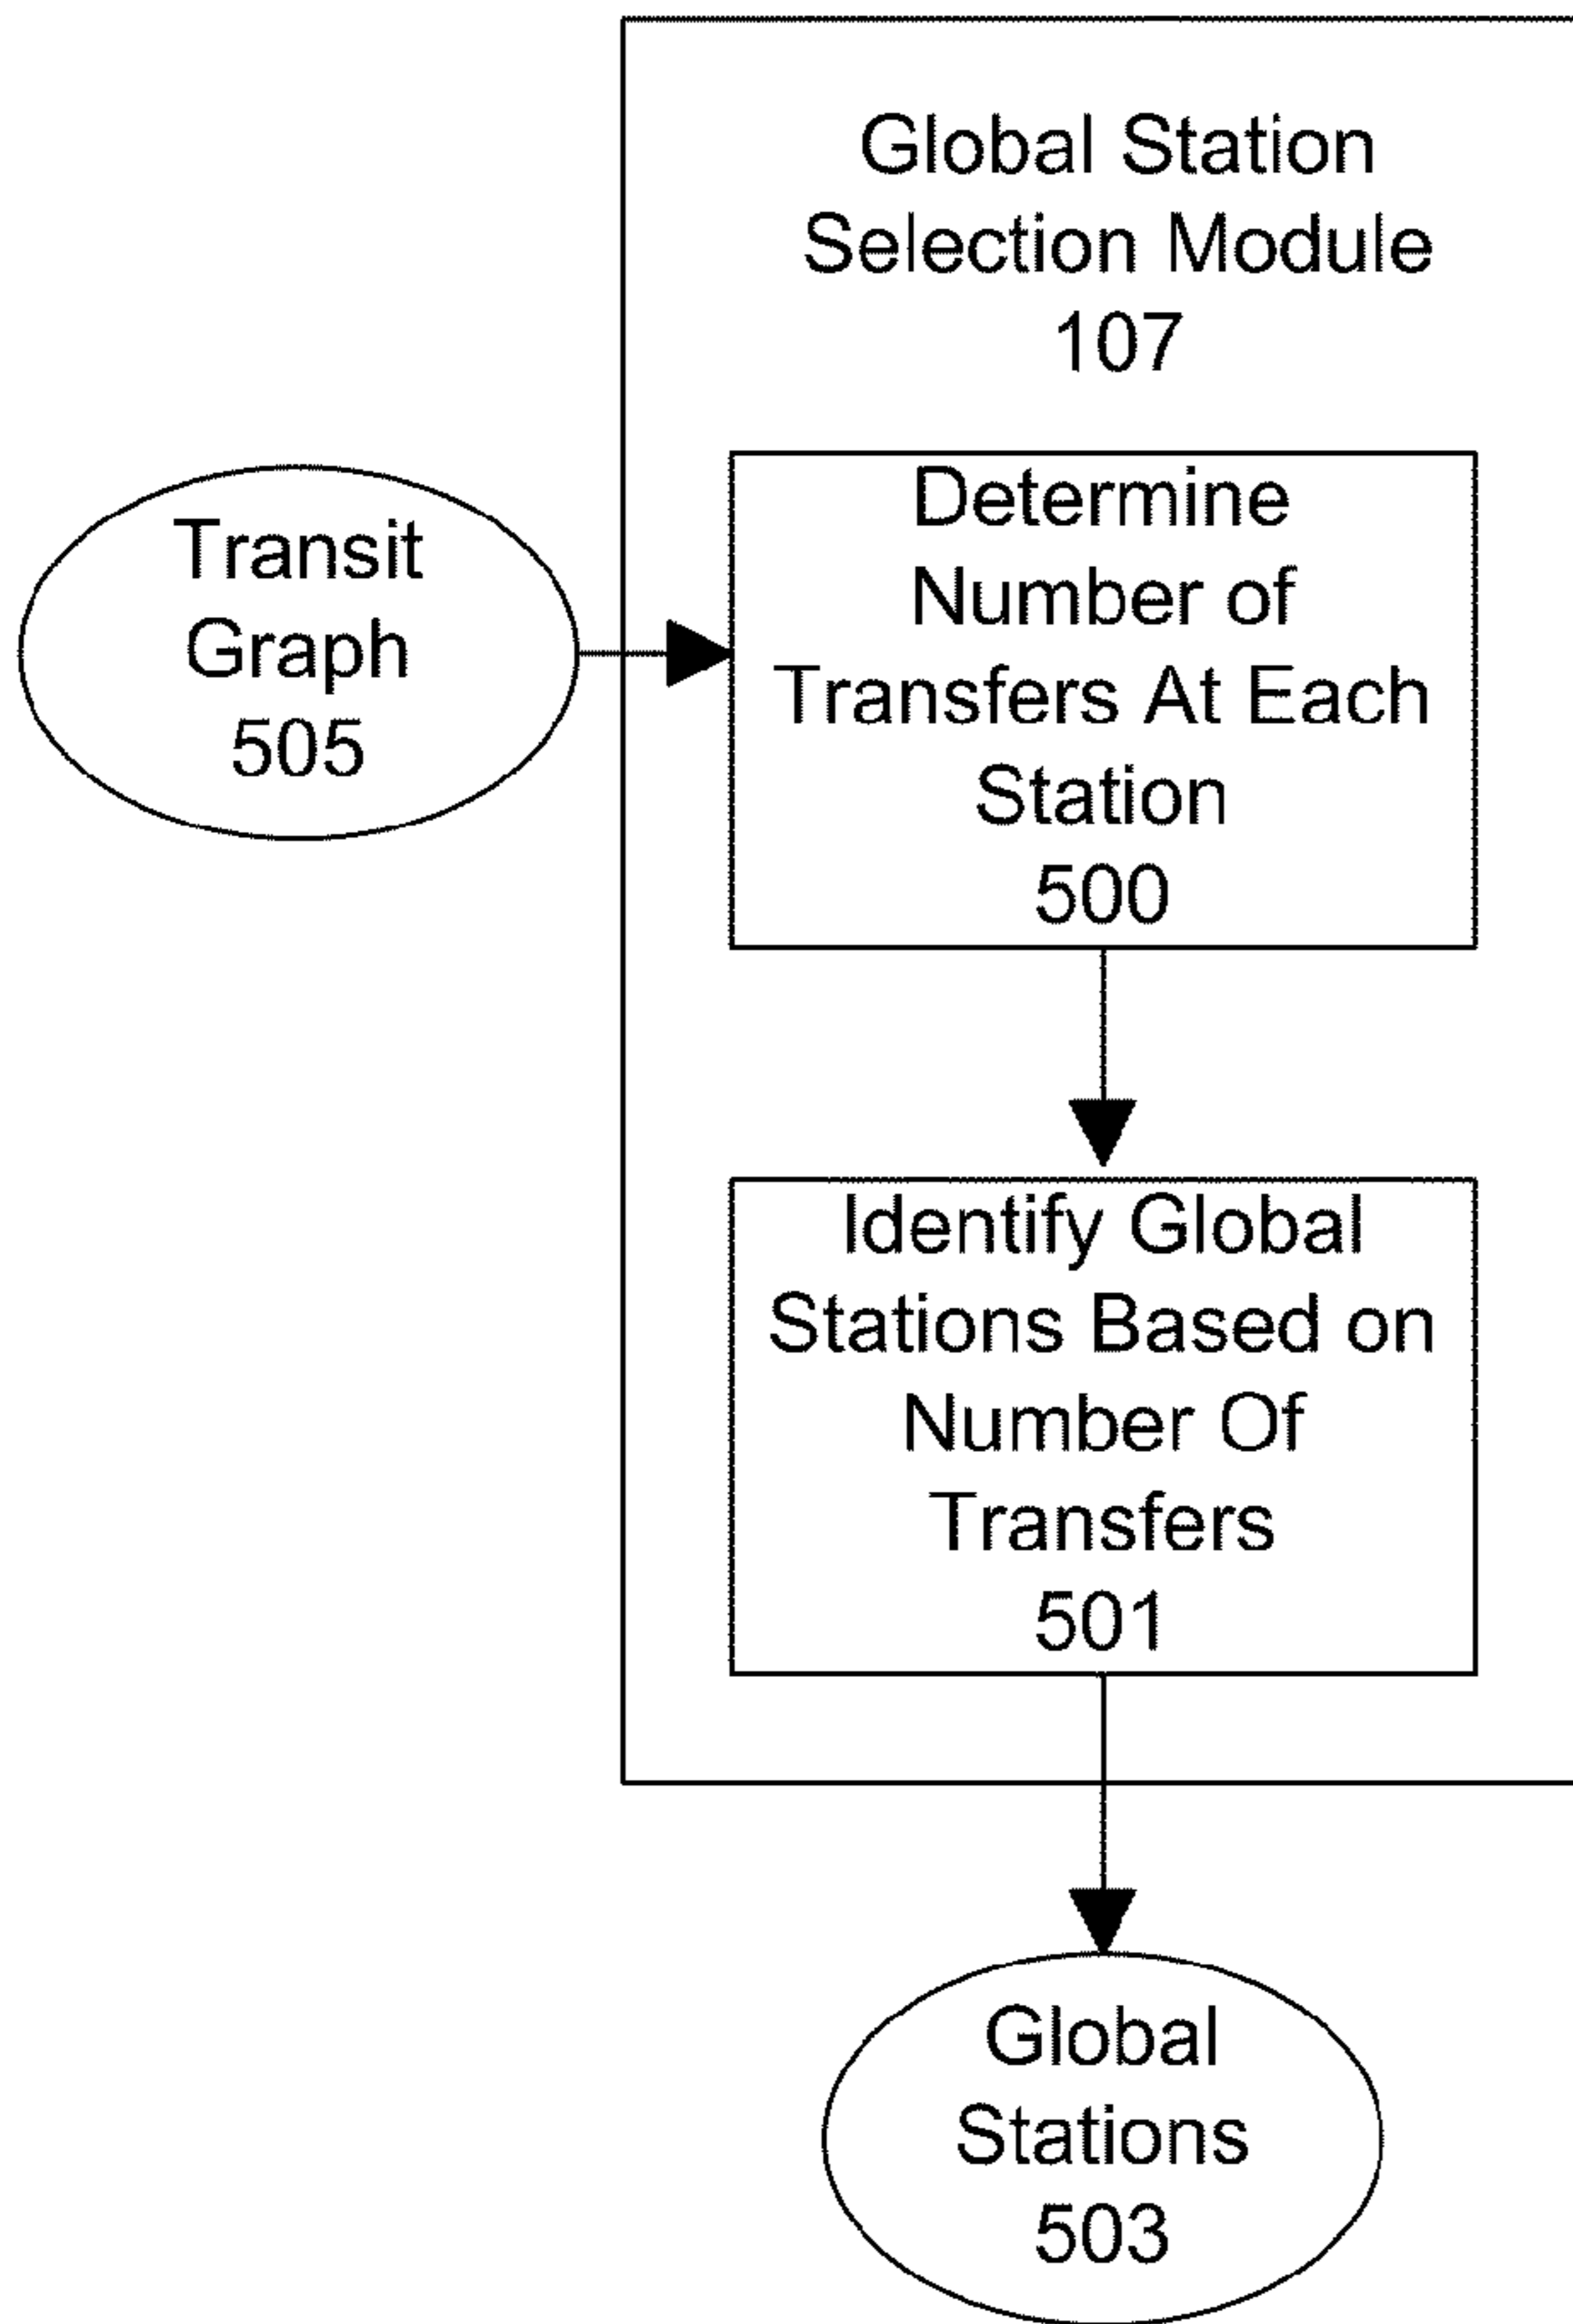 Global Station
Selection Module
107
Transit
Graph
505
Determine
Number of
Transfers At Each
Station
500
Identify Global
Stations Based on
Number Of
Transfers
501
Global
Stations
503